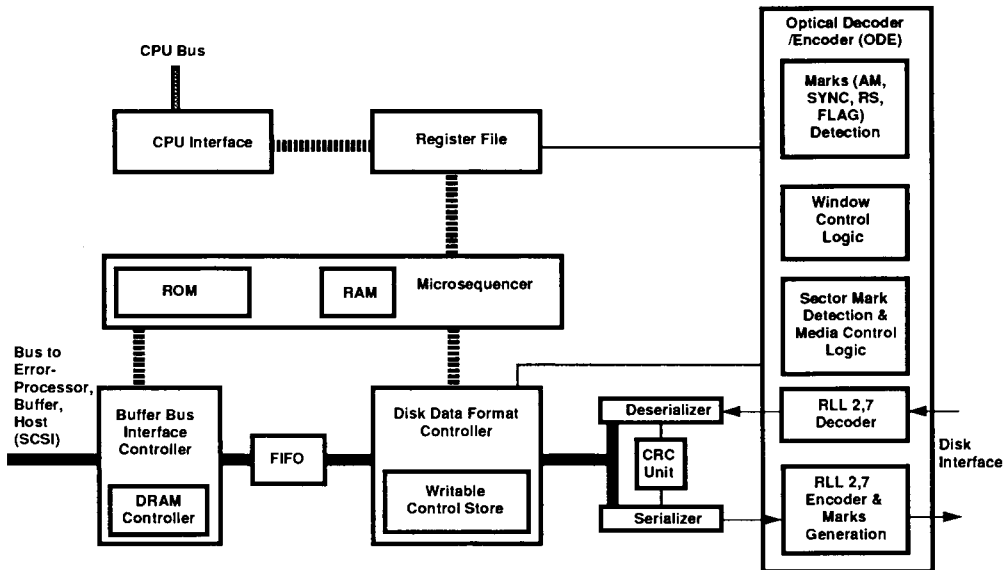 CPU Bus
CPU Interface
Register File
ROM
RAM
Microsequencer
Bus to
Error-
Processor,
Buffer,
Host
(SCSI)
Buffer Bus
Interface
Controller
DRAM
Controller
FIFO
Disk Data Format
Controller
Writable
Control Store
Deserializer
CRC
Unit
Serializer
Optical Decoder
/Encoder (ODE)
Marks (AM,
SYNC, RS,
FLAG)
Detection
Window
Control
Logic
Sector Mark
Detection &
Media Control
Logic
RLL 2,7
Decoder
RLL 2,7
Encoder &
Marks
Generation
Disk
Interface